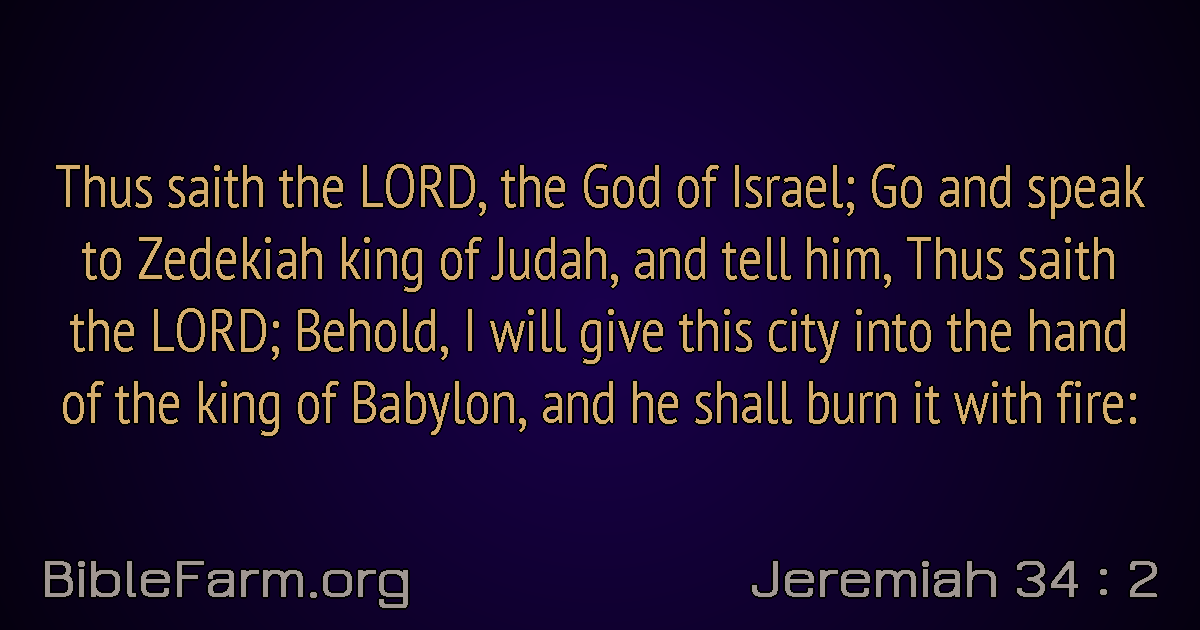 Thus saith the LORD, the God of Israel; Go and speak
to Zedekiah king of Judah, and tell him, Thus saith
the LORD; Behold, I will give this city into the hand
of the king of Babylon, and he shall burn it with fire:
BibleFarm.org
Jeremiah 34 : 2